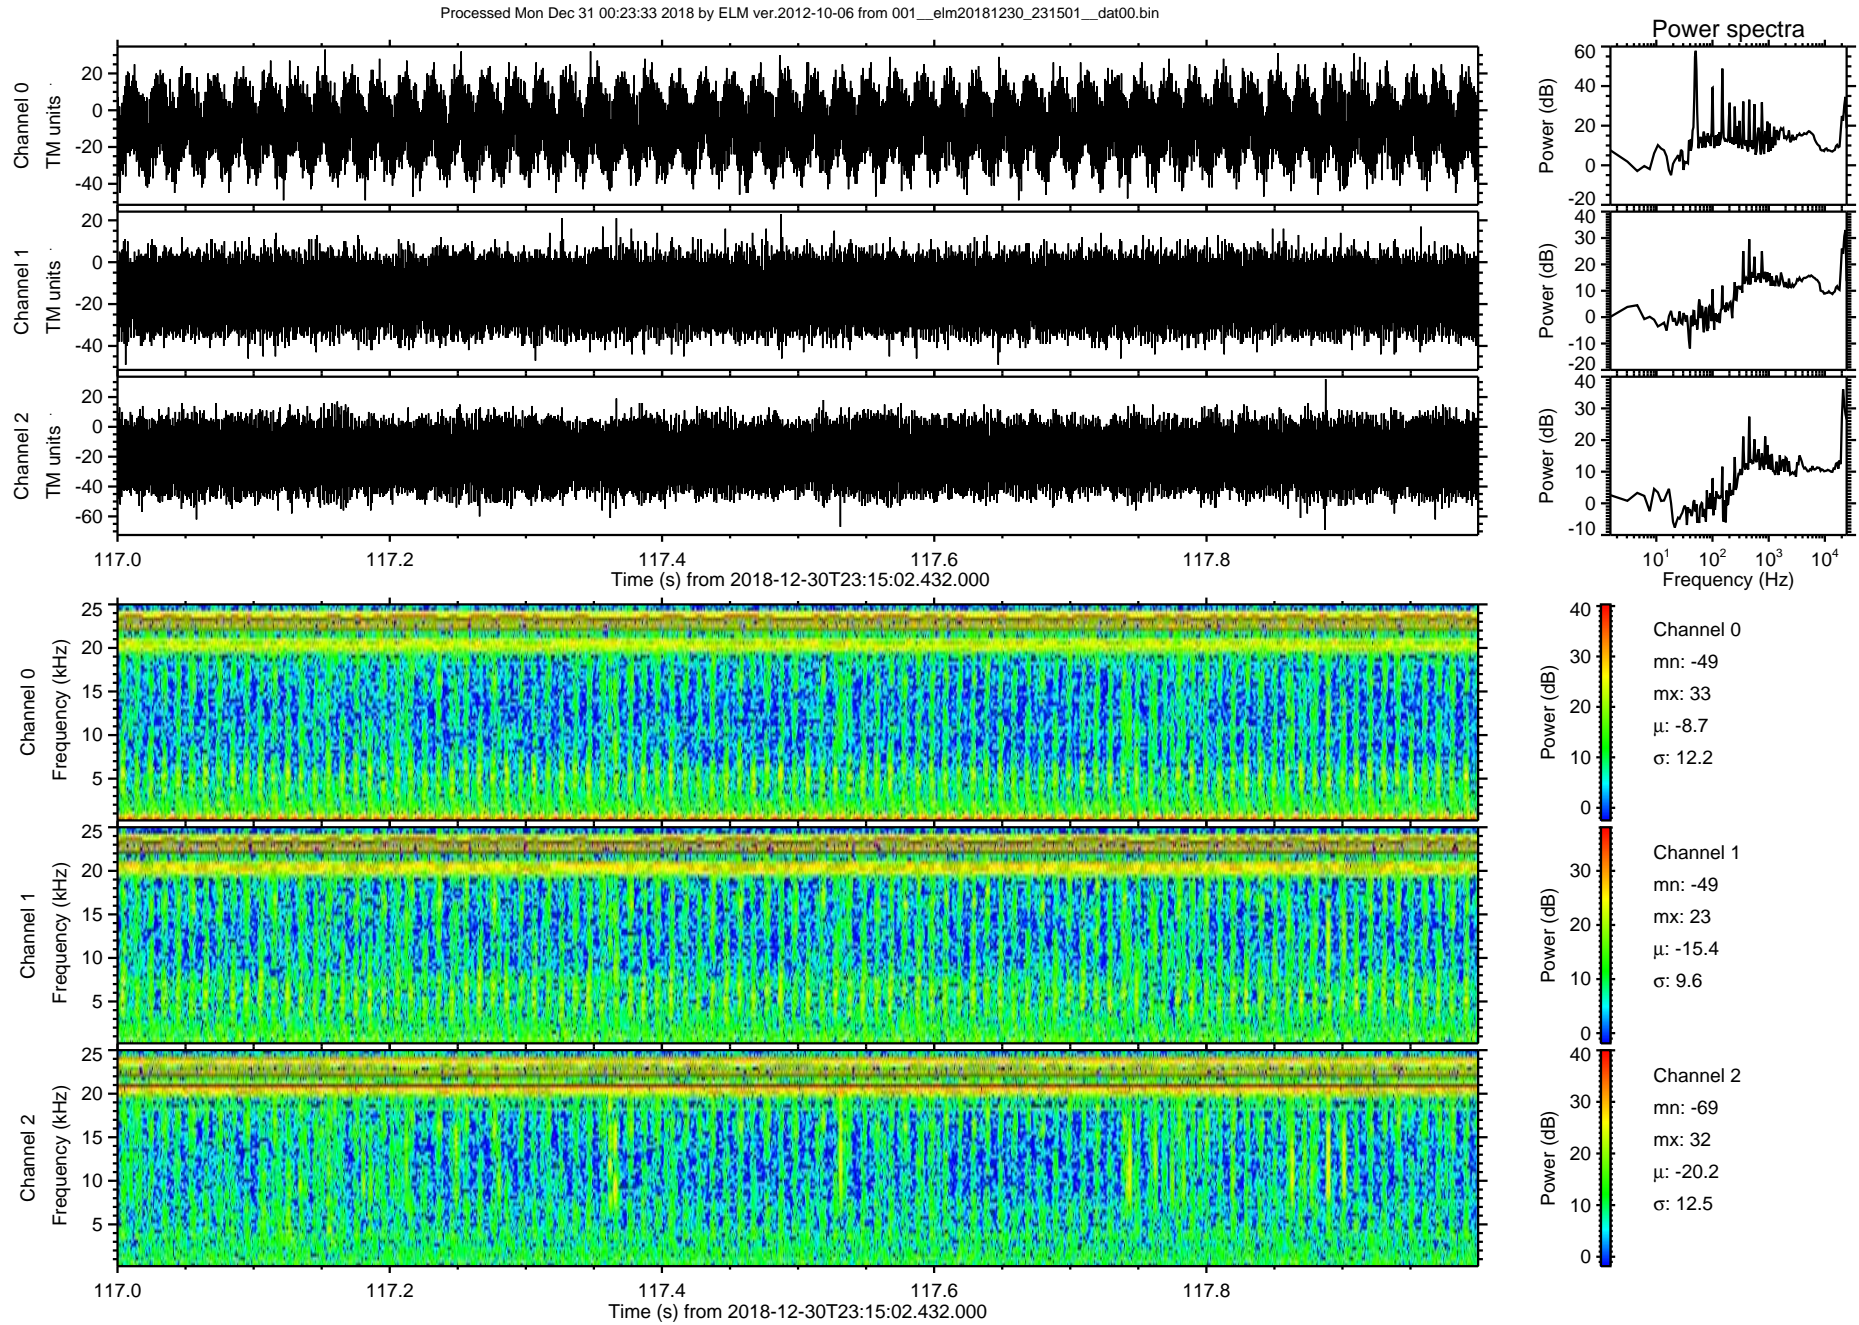 Processed Mon Dec 31 00:23:33 2018 by ELM ver.2012-10-06 from 001__elm20181230_231501__dat00.bin
Power spectra
Channel 0
TM units
20
0
-20
-40
Power (dB)
60
40
20
0
-20
Channel 1
TM units
20
0
-20
-40
Power (dB)
40
30
20
10
0
-10
-20
Channel 2
TM units
20
0
-20
-40
-60
Power (dB)
40
30
20
10
0
-10
117.0 117.2 117.4 117.6 117.8
Time (s) from 2018-12-30T23:15:02.432.000
10¹ 10² 10³ 10⁴
Frequency (Hz)
Channel 0
Frequency (kHz)
25
20
15
10
5
Power (dB)
40
30
20
10
0
Channel 0
mn: -49
mx: 33
μ: -8.7
σ: 12.2
Channel 1
Frequency (kHz)
25
20
15
10
5
Power (dB)
30
20
10
0
Channel 1
mn: -49
mx: 23
μ: -15.4
σ: 9.6
Channel 2
Frequency (kHz)
25
20
15
10
5
Power (dB)
40
30
20
10
0
Channel 2
mn: -69
mx: 32
μ: -20.2
σ: 12.5
117.0 117.2 117.4 117.6 117.8
Time (s) from 2018-12-30T23:15:02.432.000